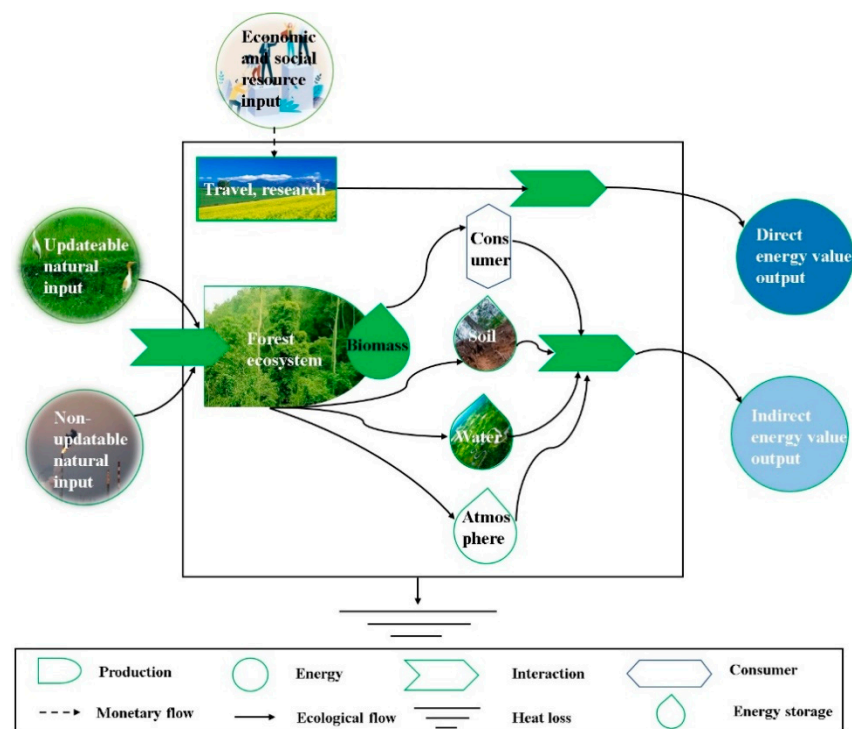 Economic
and social
resource
input
Travel, research
Updateable
natural
input
Cons
umer
Direct
energy value
output
Forest
ecosystem
Biomass
Soil
Non-
updatable
natural
input
Water
Indirect
energy value
output
Atmos
phere
Production
Energy
Interaction
Consumer
Monetary flow
Ecological flow
Heat loss
Energy storage